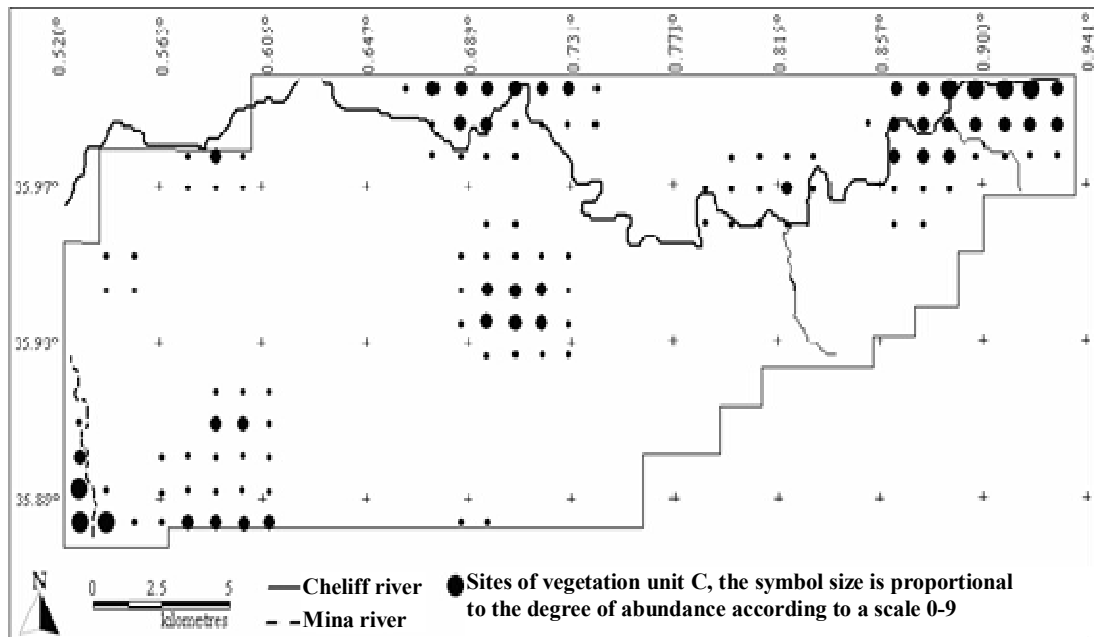 0.520° 0.563° 0.605° 0.647° 0.689° 0.731° 0.773° 0.815° 0.857° 0.900° 0.941°
35.97°
35.93°
35.89°
N
0 2.5 5
kilometres
Cheliff river
Mina river
Sites of vegetation unit C, the symbol size is proportional
to the degree of abundance according to a scale 0-9